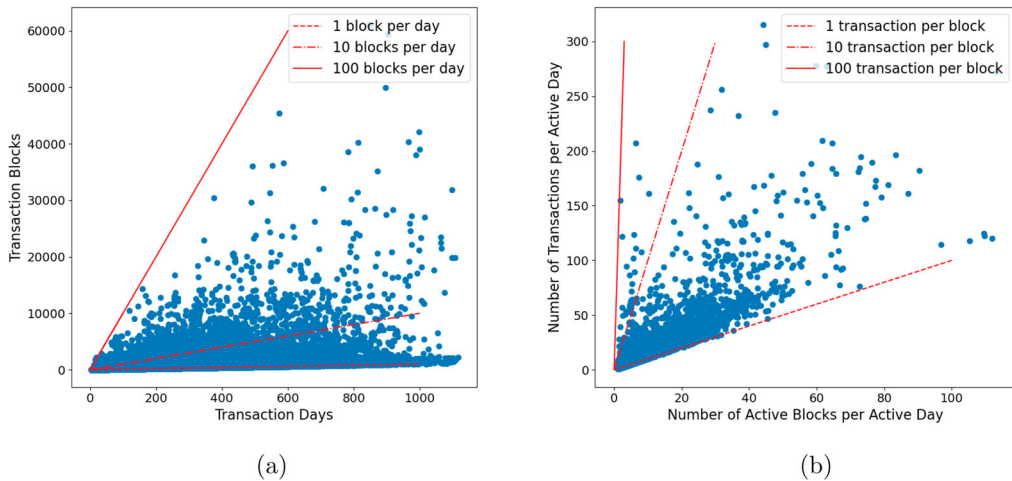 1 block per day
10 blocks per day
100 blocks per day
60000
50000
40000
30000
20000
10000
0
Transaction Blocks
0 200 400 600 800 1000
Transaction Days
(a)
1 transaction per block
10 transaction per block
100 transaction per block
300
250
200
150
100
50
0
Number of Transactions per Active Day
0 20 40 60 80 100
Number of Active Blocks per Active Day
(b)